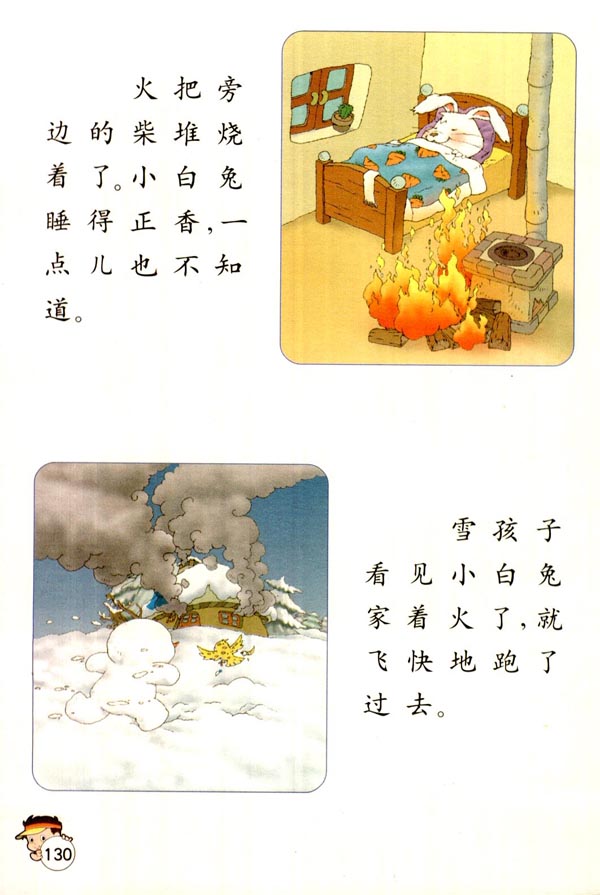 火把旁
边的柴堆烧
着了。小白兔
睡得正香,一
点儿也不知
道。
雪孩子
看见小白兔
家着火了,就
飞快地跑了
过去。
130